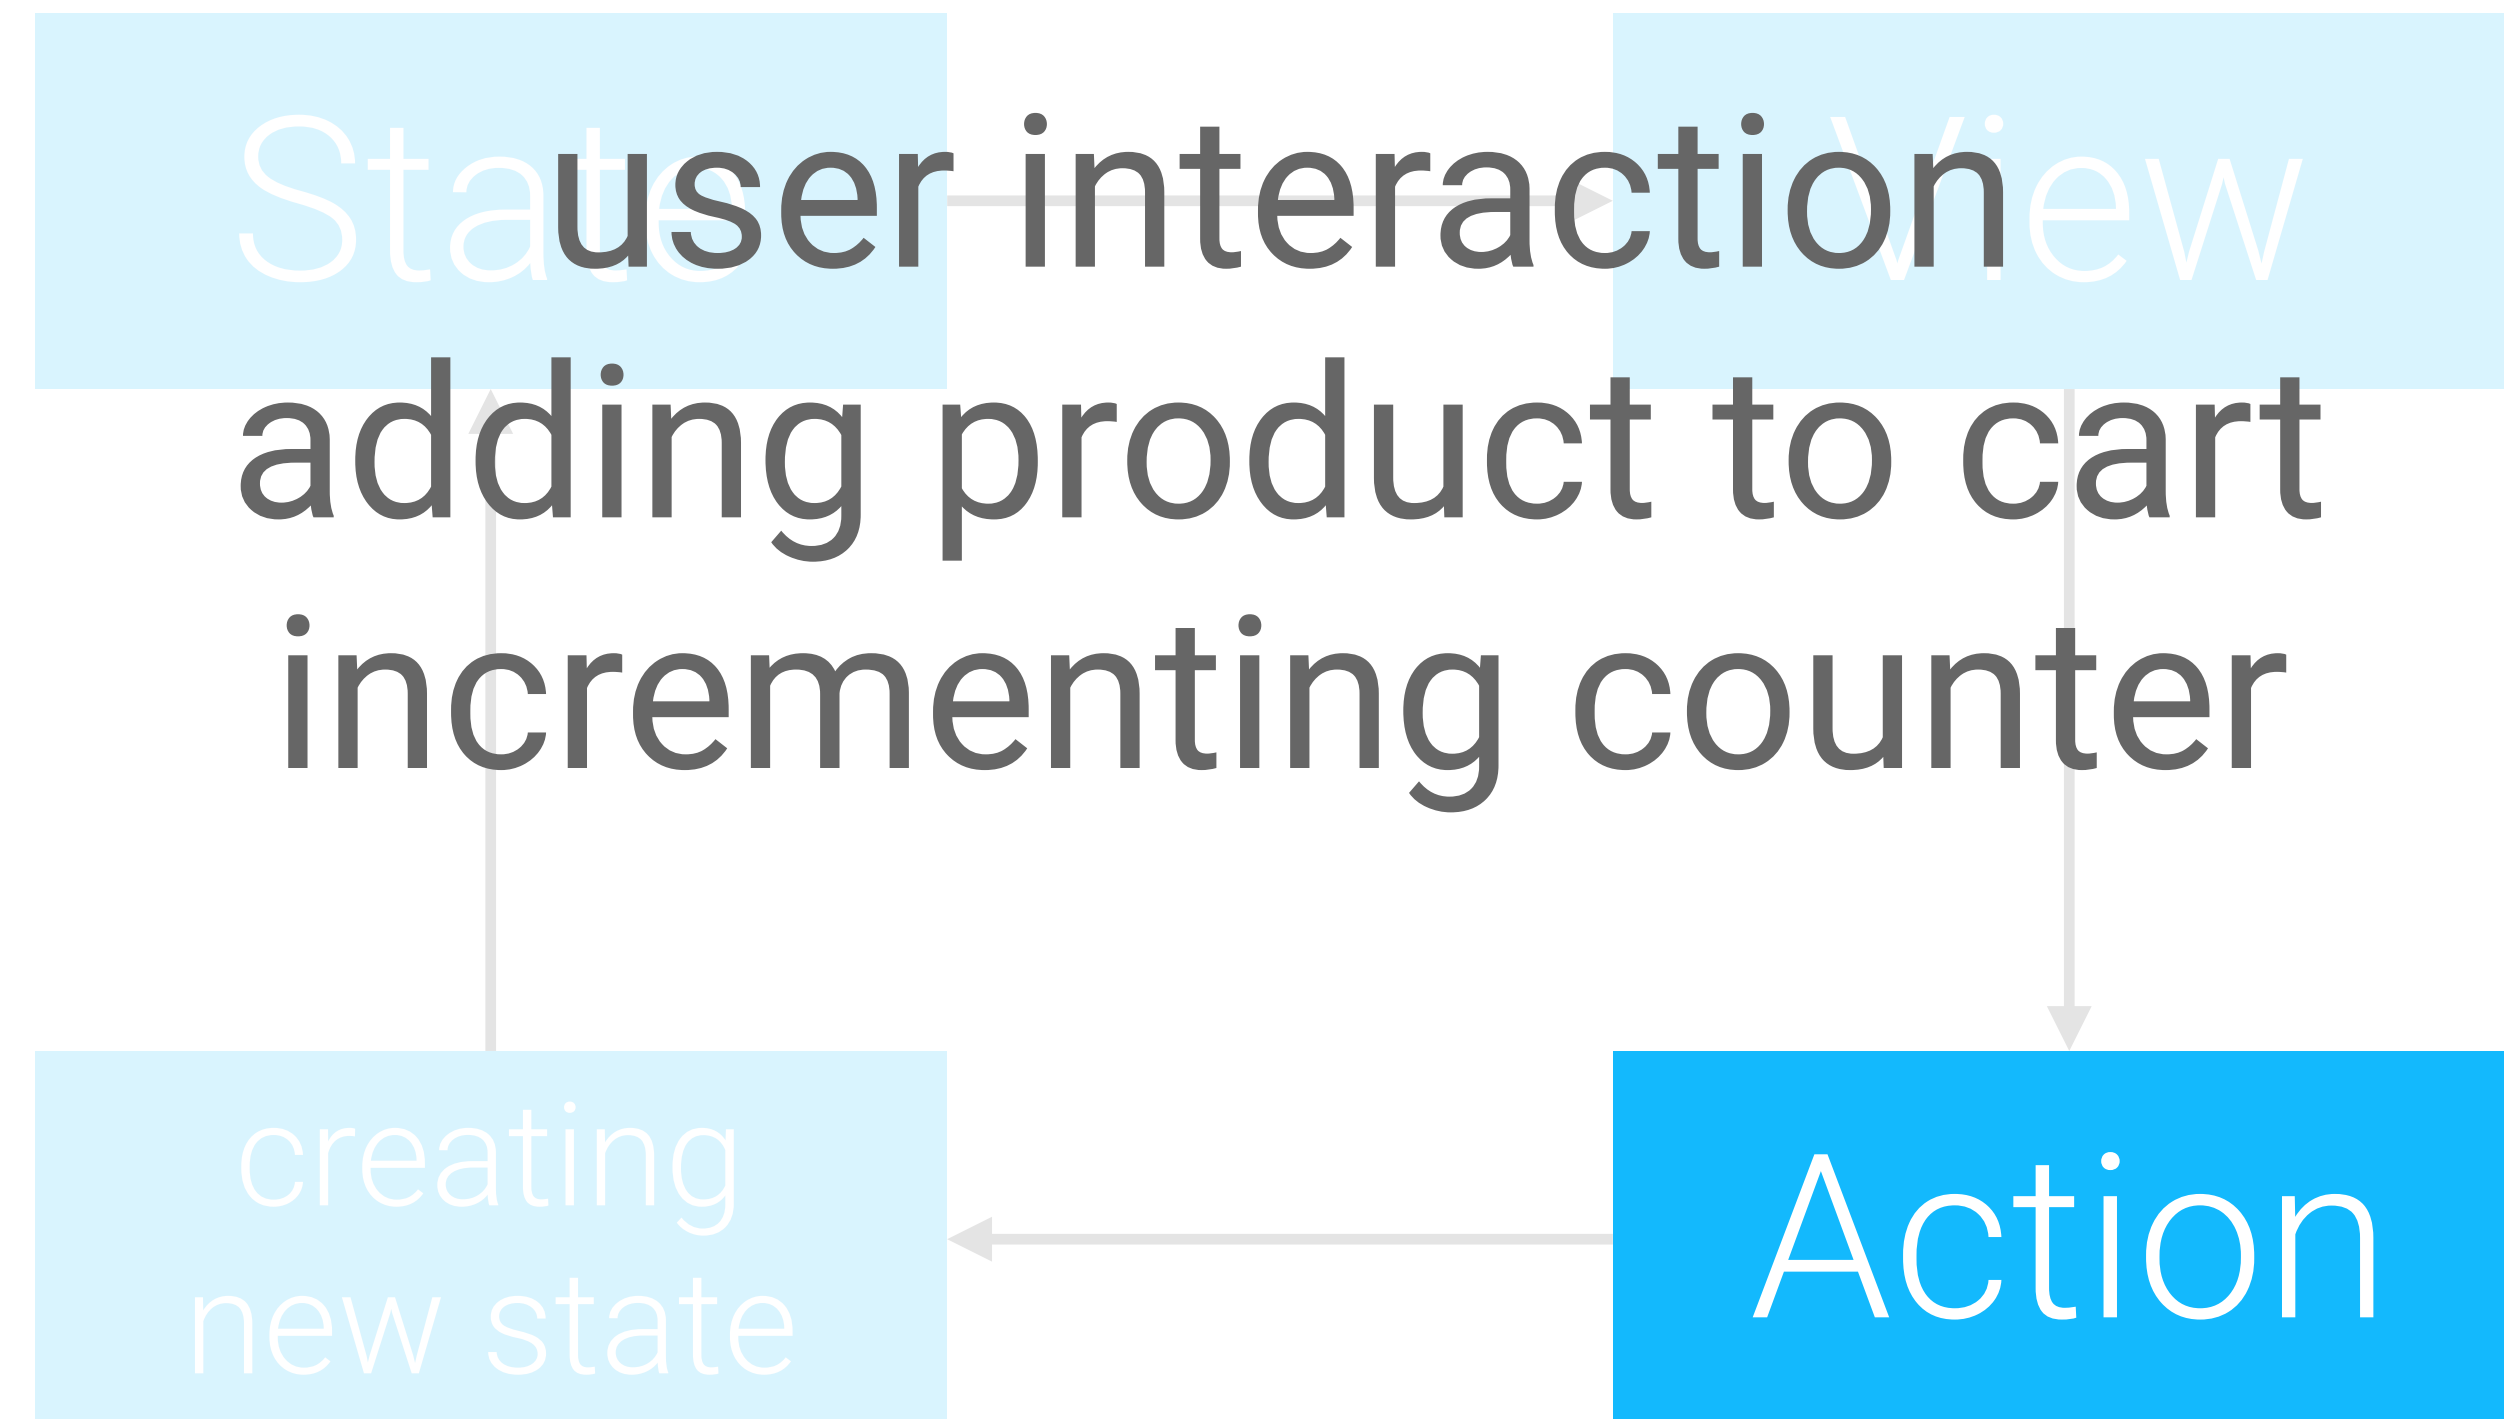 State
View
user interaction
adding product to cart
incrementing counter
creating
new state
Action